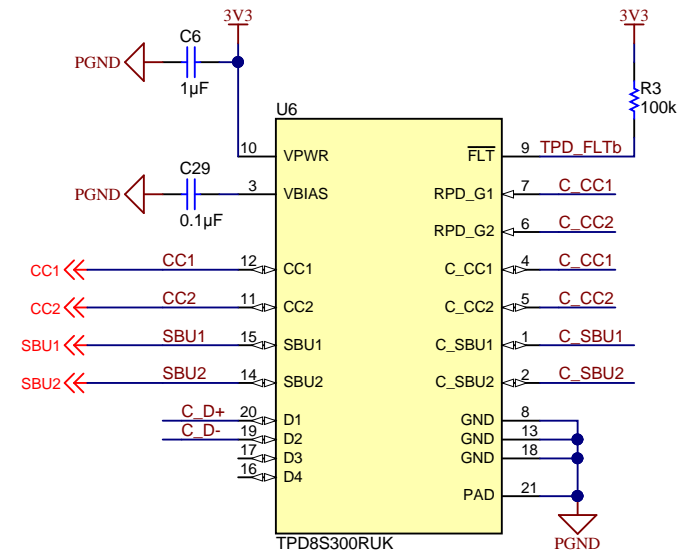 3V3
3V3
C6
PGND
1µF
R3
100k
U6
10
VPWR
FLT
9
TPD_FLTb
C29
PGND
0.1µF
3
VBIAS
RPD_G1
7
C_CC1
RPD_G2
6
C_CC2
CC1
CC1
12
CC1
C_CC1
4
C_CC1
CC2
CC2
11
CC2
C_CC2
5
C_CC2
SBU1
SBU1
15
SBU1
C_SBU1
1
C_SBU1
SBU2
SBU2
14
SBU2
C_SBU2
2
C_SBU2
C_D+
20
D1
GND
8
C_D-
19
D2
GND
13
17
D3
GND
18
16
D4
PAD
21
TPD8S300RUK
PGND